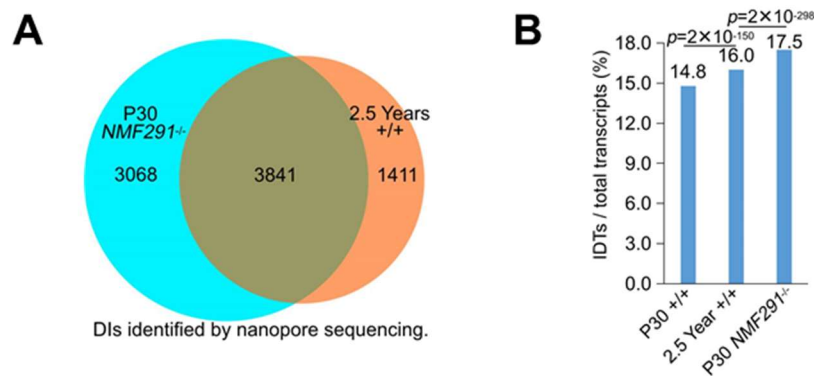 A
P30
NMF291-/-
3068
3841
2.5 Years
+/+
1411
DIs identified by nanopore sequencing.
B
p=2×10-298
p=2×10-150
IDTs / total transcripts (%)
18.0
15.0
12.0
9.0
6.0
3.0
0.0
14.8
16.0
17.5
P30 +/+
2.5 Year +/+
P30 NMF291-/-